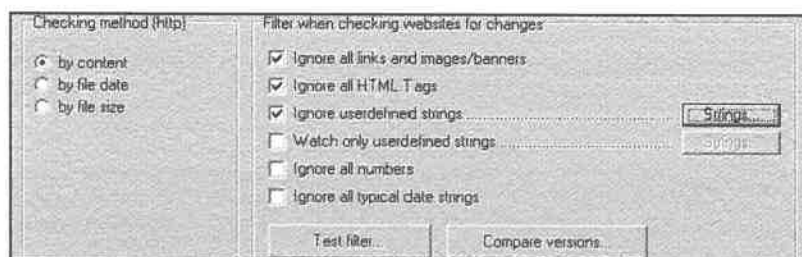 Checking method (http)
by content
by file date
by file size
Filter when checking websites for changes
Ignore all links and images/banners
Ignore all HTML Tags
Ignore userdefined strings Strings...
Watch only userdefined strings Strings...
Ignore all numbers
Ignore all typical date strings
Test filter... Compare versions...